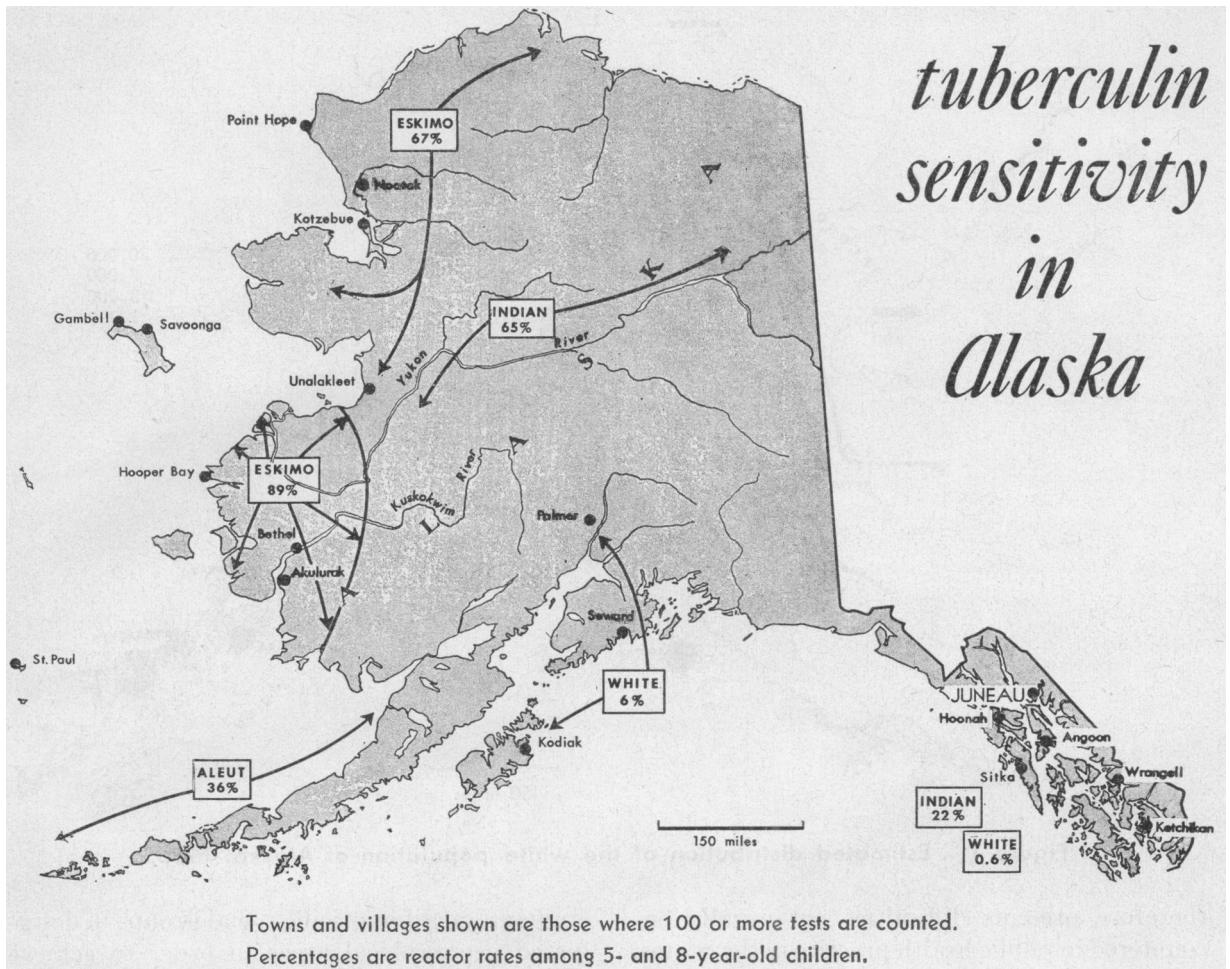 tuberculin
sensitivity
in
Alaska
Point Hope
ESKIMO
67%
Noatak
Kotzebue
A
K
S
A
L
A
INDIAN
65%
Yukon
River
Gambell
Savoonga
Unalakleet
Hooper Bay
ESKIMO
89%
Kuskokwim
River
Bethel
Akulurak
Palmer
Seward
St. Paul
WHITE
6%
Kodiak
ALEUT
36%
JUNEAU
Hoonah
Angoon
Sitka
Wrangell
Ketchikan
INDIAN
22%
WHITE
0.6%
150 miles
Towns and villages shown are those where 100 or more tests are counted.
Percentages are reactor rates among 5- and 8-year-old children.